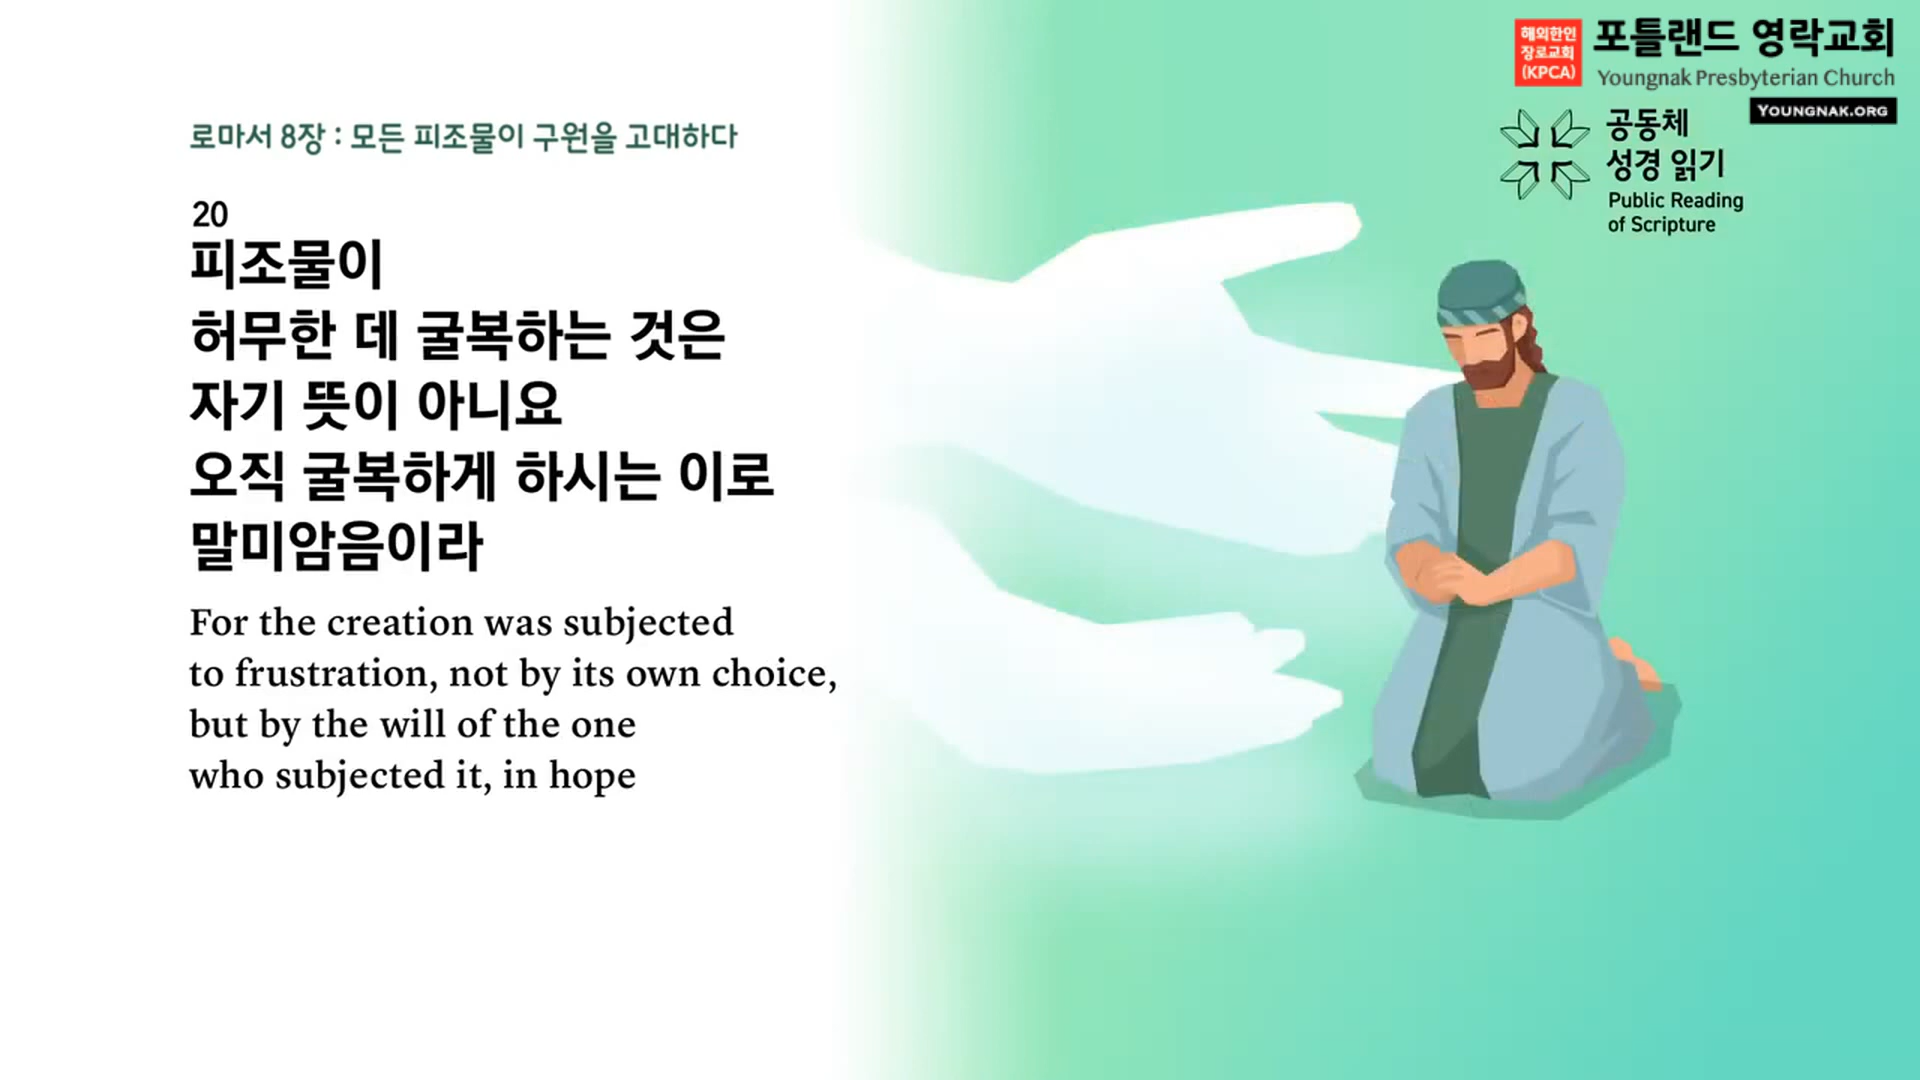 로마서 8장 : 모든 피조물이 구원을 고대하다
20
피조물이
허무한 데 굴복하는 것은
자기 뜻이 아니요
오직 굴복하게 하시는 이로
말미암음이라
For the creation was subjected
to frustration, not by its own choice,
but by the will of the one
who subjected it, in hope
해외한인
장로교회
(KPCA)
포틀랜드 영락교회
Youngnak Presbyterian Church
YOUNGNAK.ORG
공동체
성경 읽기
Public Reading
of Scripture